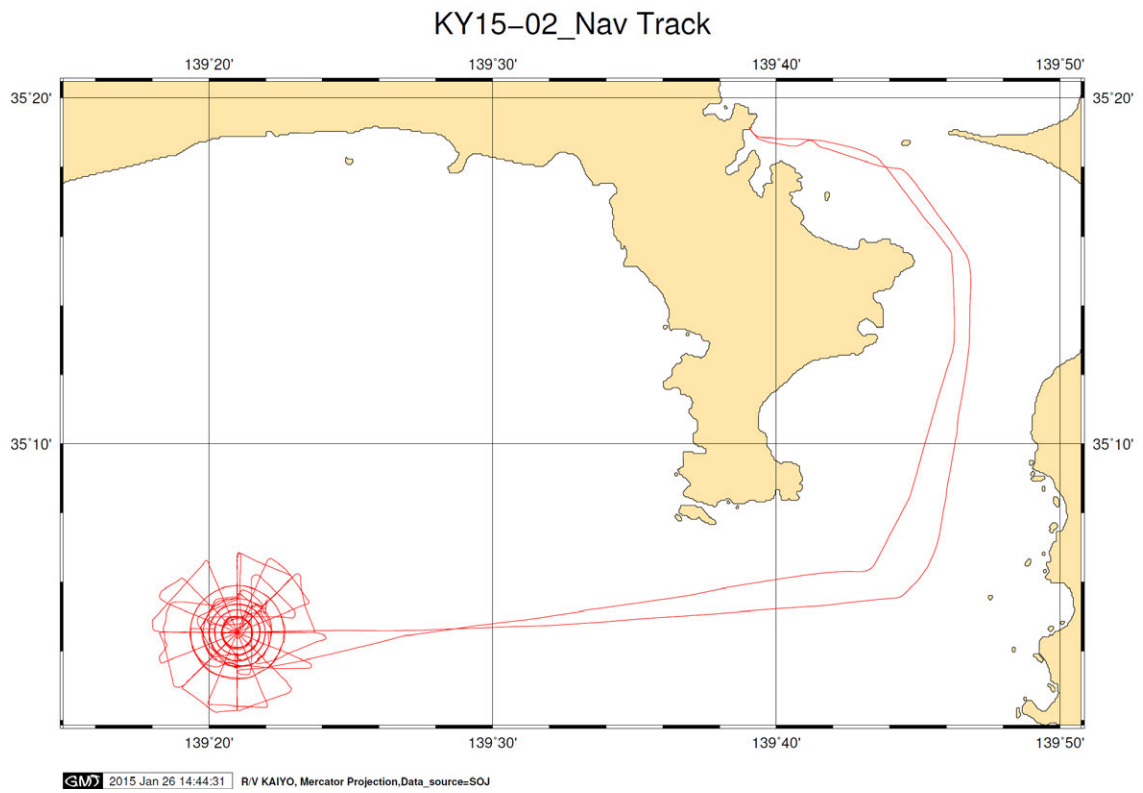 KY15−02_Nav Track
139˚20' 139˚30' 139˚40' 139˚50'
35˚20' 35˚20'
35˚10' 35˚10'
139˚20' 139˚30' 139˚40' 139˚50'
GMT 2015 Jan 26 14:44:31 R/V KAIYO, Mercator Projection,Data_source=SOJ